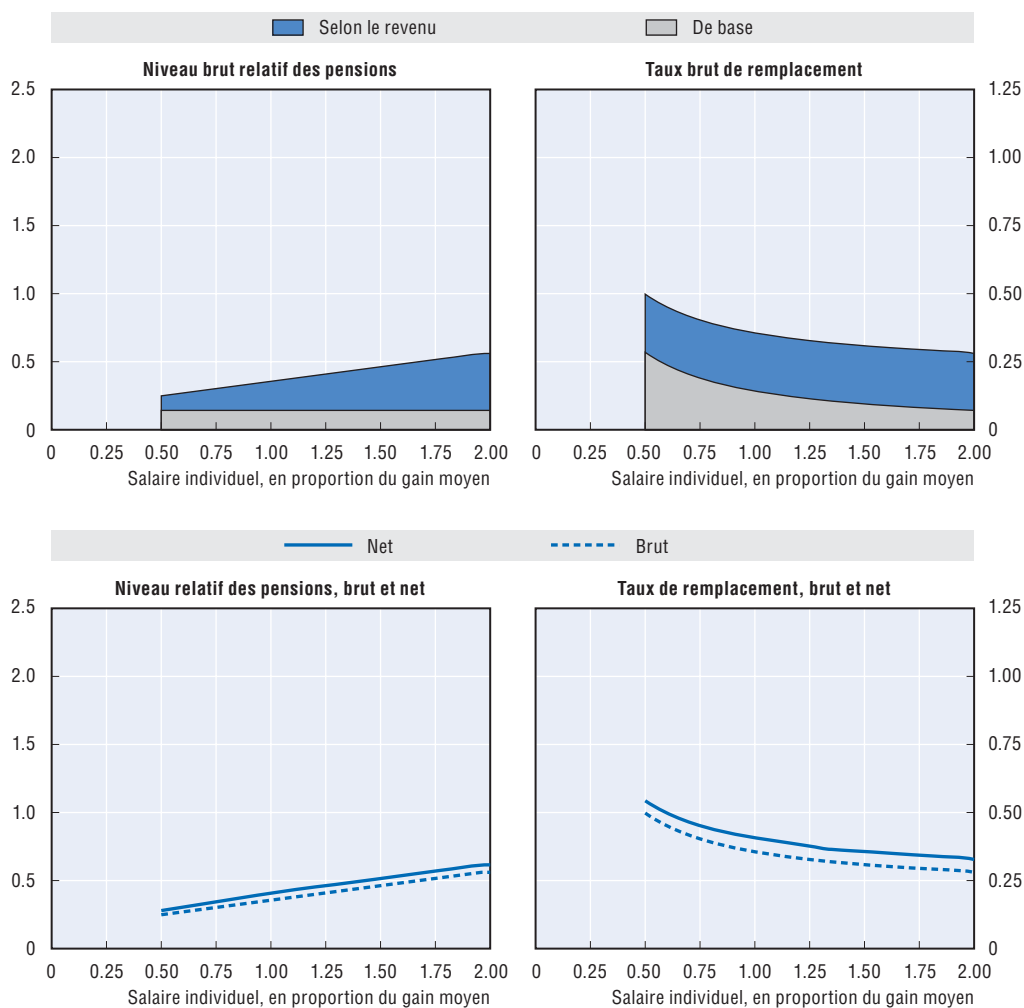 Selon le revenu De base
Niveau brut relatif des pensions Taux brut de remplacement
2.5 1.25
2.0 1.00
1.5 0.75
1.0 0.50
0.5 0.25
0 0
0 0.25 0.50 0.75 1.00 1.25 1.50 1.75 2.00 0 0.25 0.50 0.75 1.00 1.25 1.50 1.75 2.00
Salaire individuel, en proportion du gain moyen Salaire individuel, en proportion du gain moyen
Net Brut
Niveau relatif des pensions, brut et net Taux de remplacement, brut et net
2.5 1.25
2.0 1.00
1.5 0.75
1.0 0.50
0.5 0.25
0 0
0 0.25 0.50 0.75 1.00 1.25 1.50 1.75 2.00 0 0.25 0.50 0.75 1.00 1.25 1.50 1.75 2.00
Salaire individuel, en proportion du gain moyen Salaire individuel, en proportion du gain moyen